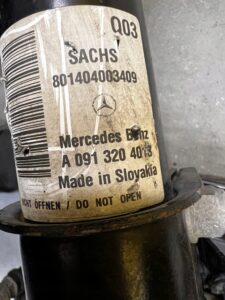 Q03
SACHS
801404003409
Mercedes Benz
A 091 320 4013
Made in Slovakia
NICHT ÖFFNEN / DO NOT OPEN